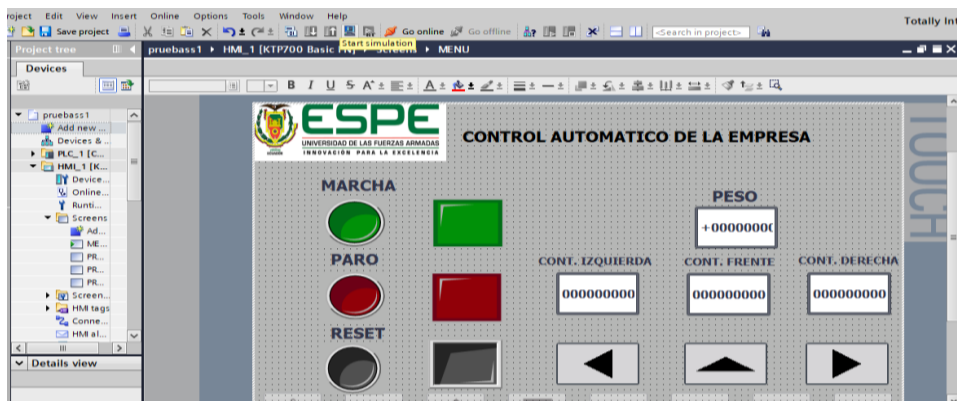 roject Edit View Insert Online Options Tools Window Help
Totally Int
Save project
Go online
Go offline
<Search in project>
Start simulation
Project tree
pruebass1 HMI_1 [KTP700 Basic MENU
Devices
B I U S A
pruebass1
Add new ...
Devices & ..
PLC_1 [C...
HMI_1 [K...
Device...
Online...
Runti...
Screens
Ad...
ME...
PR...
PR...
PR...
Screen...
HMI tags
Conne...
HMI al...
Details view
ESPE
UNIVERSIDAD DE LAS FUERZAS ARMADAS
INNOVACIÓN PARA LA EXCELENCIA
CONTROL AUTOMATICO DE LA EMPRESA
TOUCH
MARCHA
PESO
+00000000
PARO
CONT. IZQUIERDA CONT. FRENTE CONT. DERECHA
000000000 000000000 000000000
RESET